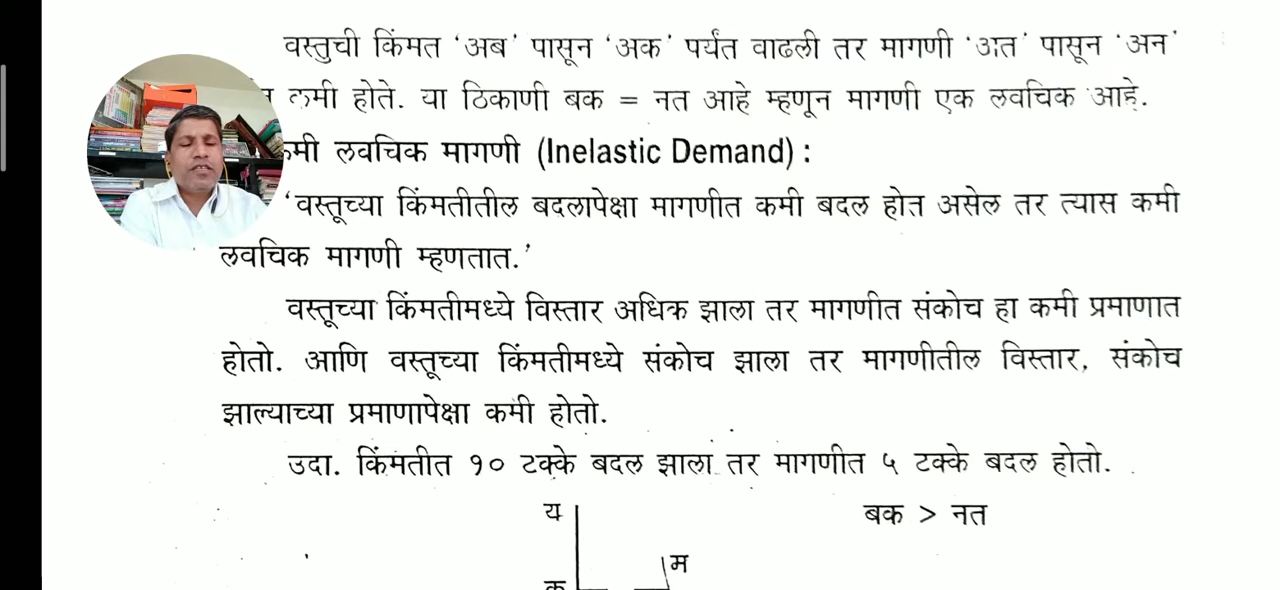 वस्तुची किंमत 'अब' पासून 'अक' पर्यंत वाढली तर मागणी 'अत' पासून 'अन'
कमी होते. या ठिकाणी बक = नत आहे म्हणून मागणी एक लवचिक आहे.
कमी लवचिक मागणी (Inelastic Demand) :
'वस्तूच्या किंमतीतील बदलापेक्षा मागणीत कमी बदल होत असेल तर त्यास कमी
लवचिक मागणी म्हणतात.'
वस्तूच्या किंमतीमध्ये विस्तार अधिक झाला तर मागणीत संकोच हा कमी प्रमाणात
होतो. आणि वस्तूच्या किंमतीमध्ये संकोच झाला तर मागणीतील विस्तार, संकोच
झाल्याच्या प्रमाणापेक्षा कमी होतो.
उदा. किंमतीत १० टक्के बदल झाला तर मागणीत ५ टक्के बदल होतो.
य
बक > नत
म
क